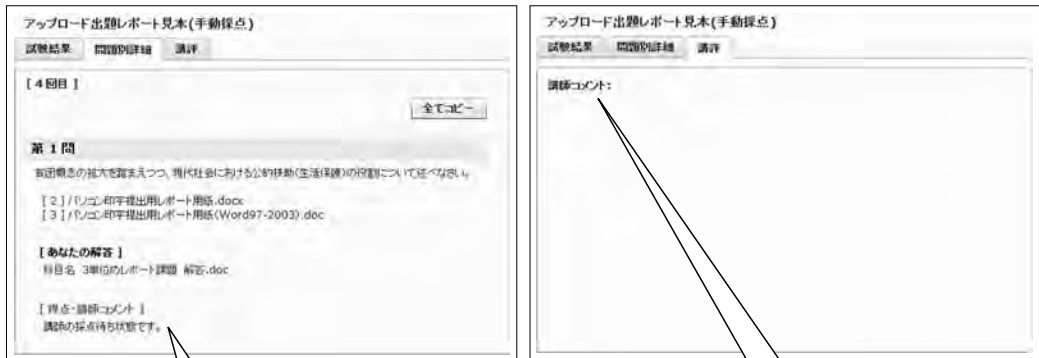 アップロード出題レポート見本(手動採点)
試験結果 問題別詳細 講評
[ 4回目 ]
全てコピー
第 1 問
貧困概念の拡大を踏まえつつ、現代社会における公的扶助(生活保護)の役割について述べなさい。
[ 2 ] パソコン印字提出用レポート用紙.docx
[ 3 ] パソコン印字提出用レポート用紙(Word97-2003).doc
[ あなたの解答 ]
科目名 3単位のレポート課題 解答.doc
[ 得点・講師コメント ]
講師の採点待ち状態です。
アップロード出題レポート見本(手動採点)
試験結果 問題別詳細 講評
講師コメント: